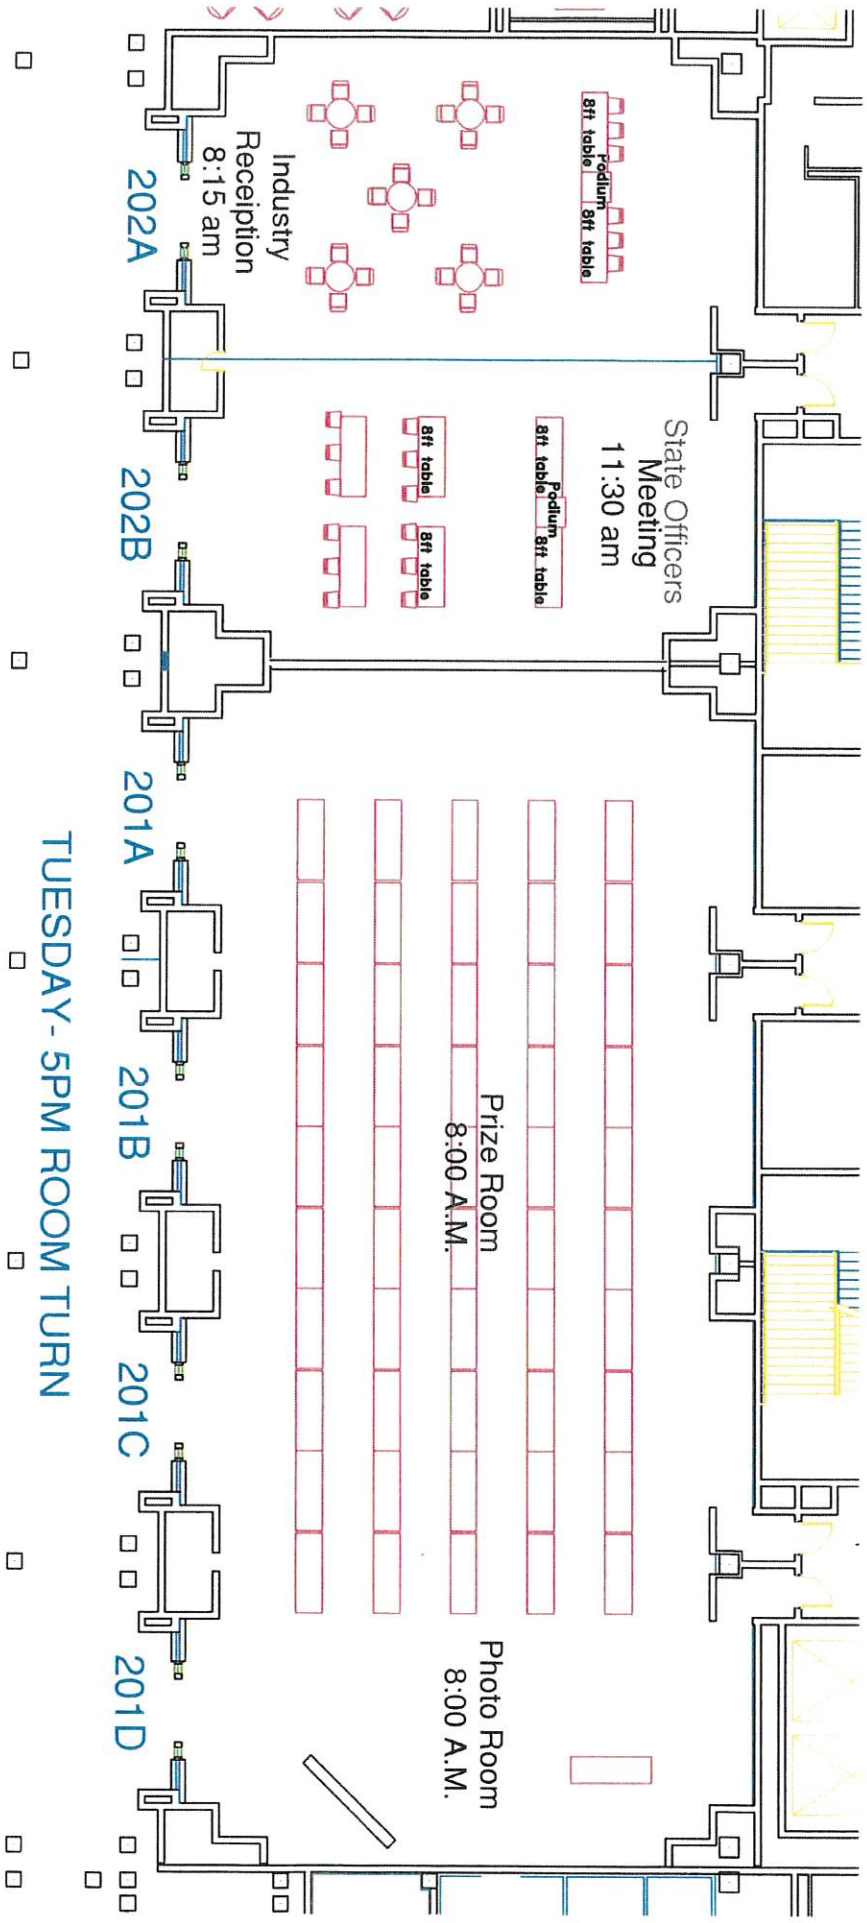 8ft table
Podium
8ft table
Industry
Receiption
8:15 am
202A
State Officers
Meeting
11:30 am
8ft table
Podium
8ft table
8ft table
8ft table
202B
201A
Prize Room
8:00 A.M.
201B
201C
Photo Room
8:00 A.M.
201D
TUESDAY- 5PM ROOM TURN